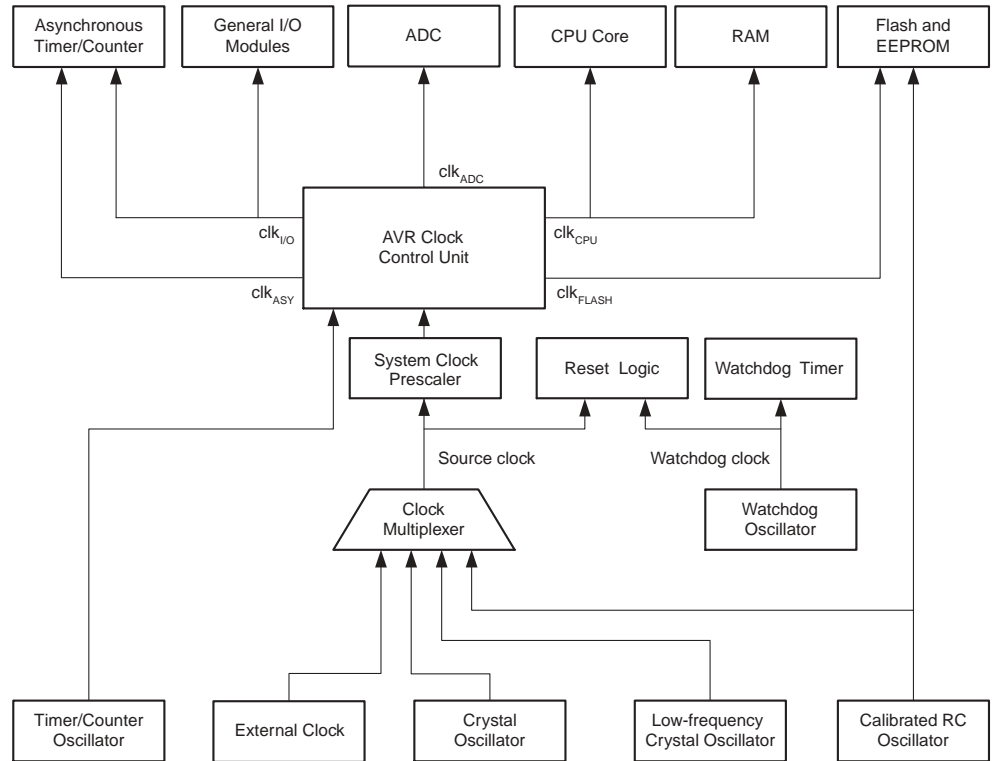 Asynchronous
Timer/Counter
General I/O
Modules
ADC
CPU Core
RAM
Flash and
EEPROM
clkADC
AVR Clock
Control Unit
clkI/O
clkCPU
clkASY
clkFLASH
System Clock
Prescaler
Reset Logic
Watchdog Timer
Source clock
Watchdog clock
Clock
Multiplexer
Watchdog
Oscillator
Timer/Counter
Oscillator
External Clock
Crystal
Oscillator
Low-frequency
Crystal Oscillator
Calibrated RC
Oscillator